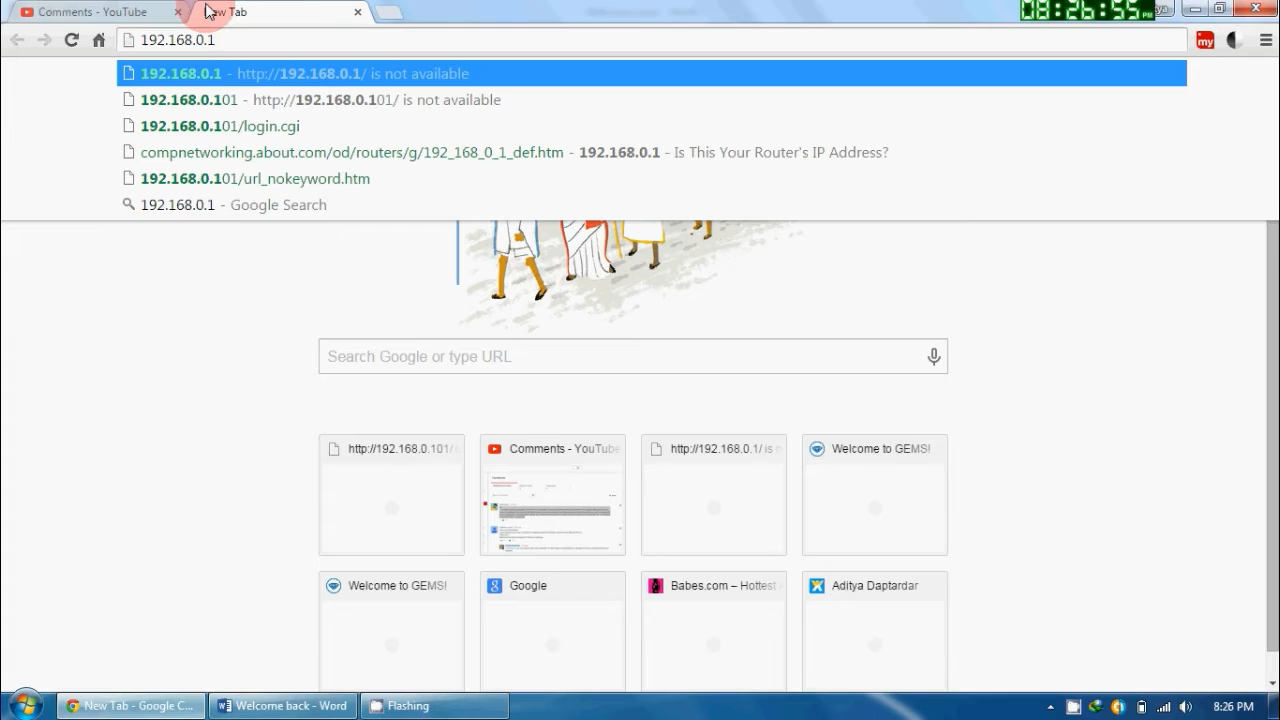 Comments - YouTube
New Tab
08:26:55 PM
192.168.0.1
192.168.0.1 - http://192.168.0.1/ is not available
192.168.0.101 - http://192.168.0.101/ is not available
192.168.0.101/login.cgi
compnetworking.about.com/od/routers/g/192_168_0_1_def.htm - 192.168.0.1 - Is This Your Router's IP Address?
192.168.0.101/url_nokeyword.htm
192.168.0.1 - Google Search
Search Google or type URL
http://192.168.0.101/ is
Comments - YouTube
http://192.168.0.1/ is n
Welcome to GEMS!
Welcome to GEMS!
Google
Babes.com – Hottest
Aditya Daptardar
New Tab - Google C...
Welcome back - Word
Flashing
8:26 PM